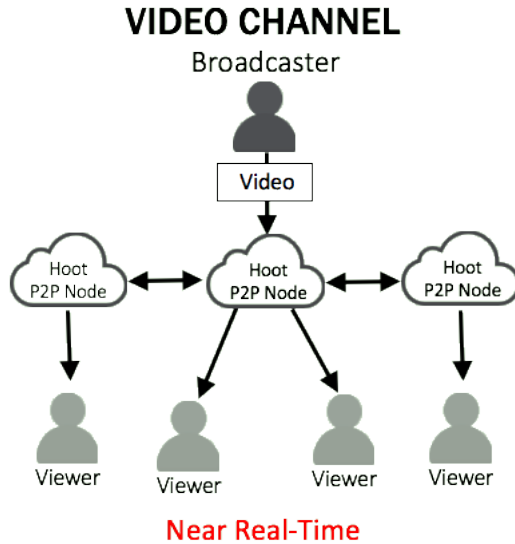 VIDEO CHANNEL
Broadcaster
Video
Hoot
P2P Node
Hoot
P2P Node
Hoot
P2P Node
Viewer
Viewer
Viewer
Viewer
Near Real-Time